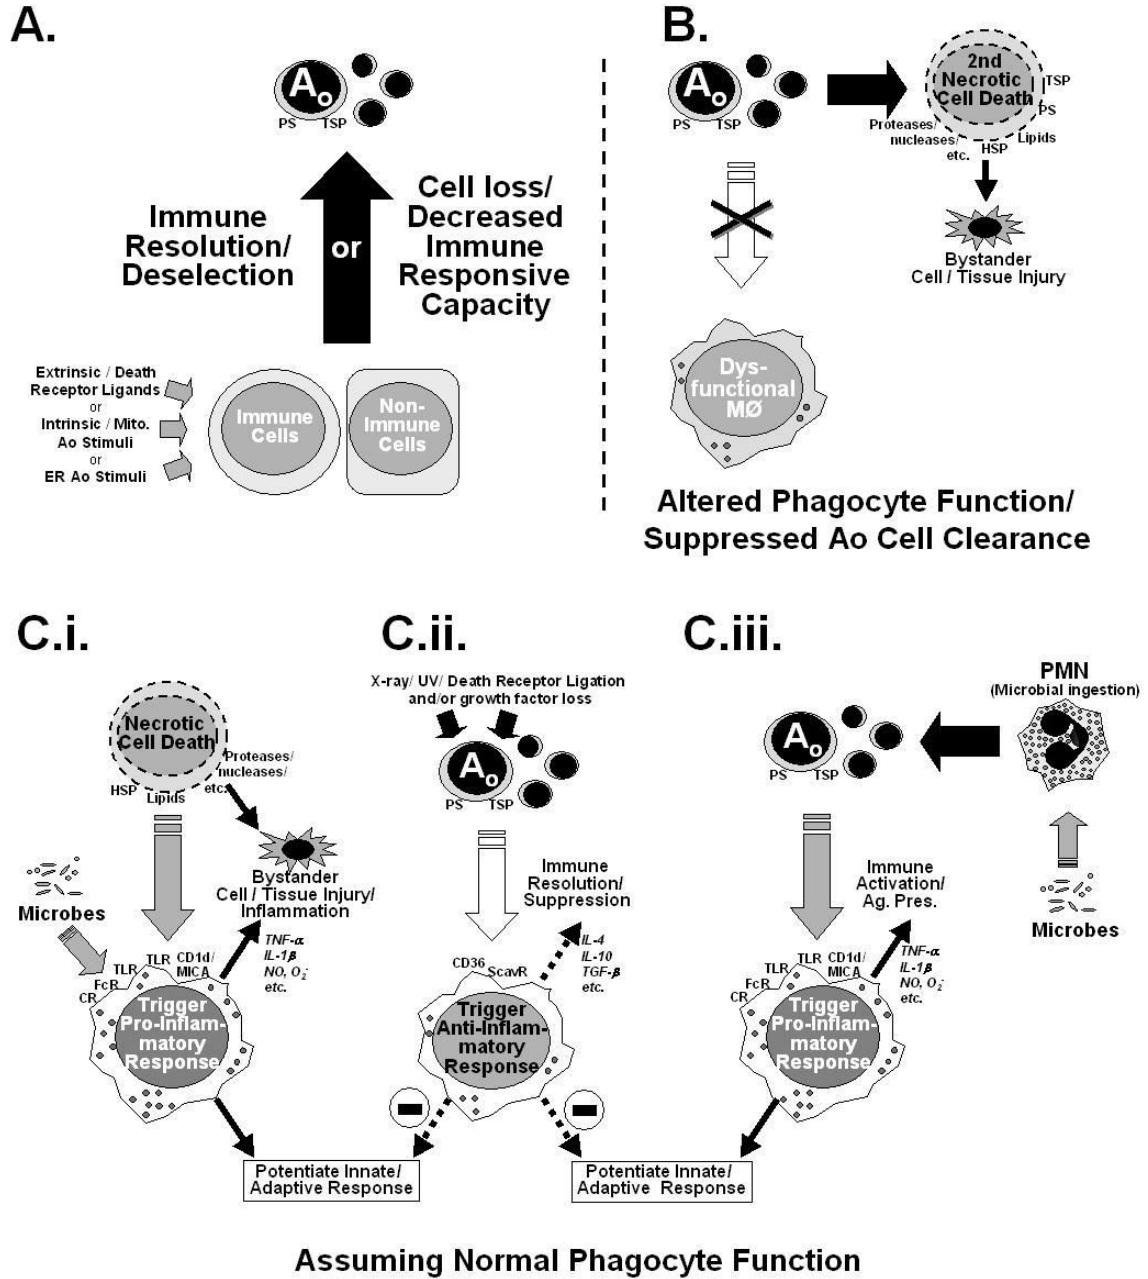 A.
Ao
PS TSP
Immune
Resolution/
Deselection
or
Cell loss/
Decreased
Immune
Responsive
Capacity
Extrinsic / Death
Receptor Ligands
or
Intrinsic / Mito.
Ao Stimuli
or
ER Ao Stimuli
Immune
Cells
Non-
Immune
Cells
B.
Ao
PS TSP
2nd
Necrotic
Cell Death
TSP
PS
Lipids
HSP
Proteases/
nucleases/
etc.
Bystander
Cell / Tissue Injury
Dys-
functional
MØ
Altered Phagocyte Function/
Suppressed Ao Cell Clearance
C.i.
Necrotic
Cell Death
Proteases/
nucleases/
etc.
HSP
Lipids
Microbes
Bystander
Cell / Tissue Injury/
Inflammation
TNF-α
IL-1β
NO, O2-
etc.
CR
FcR
TLR
TLR
CD1d/
MICA
Trigger
Pro-Inflam-
matory
Response
Potentiate Innate/
Adaptive Response
C.ii.
X-ray/ UV/ Death Receptor Ligation
and/or growth factor loss
Ao
PS TSP
Immune
Resolution/
Suppression
IL-4
IL-10
TGF-β
etc.
CD36
ScavR
Trigger
Anti-Inflam-
matory
Response
Potentiate Innate/
Adaptive Response
C.iii.
PMN
(Microbial ingestion)
Ao
PS TSP
Immune
Activation/
Ag. Pres.
Microbes
TNF-α
IL-1β
NO, O2-
etc.
CR
FcR
TLR
TLR
CD1d/
MICA
Trigger
Pro-Inflam-
matory
Response
Assuming Normal Phagocyte Function